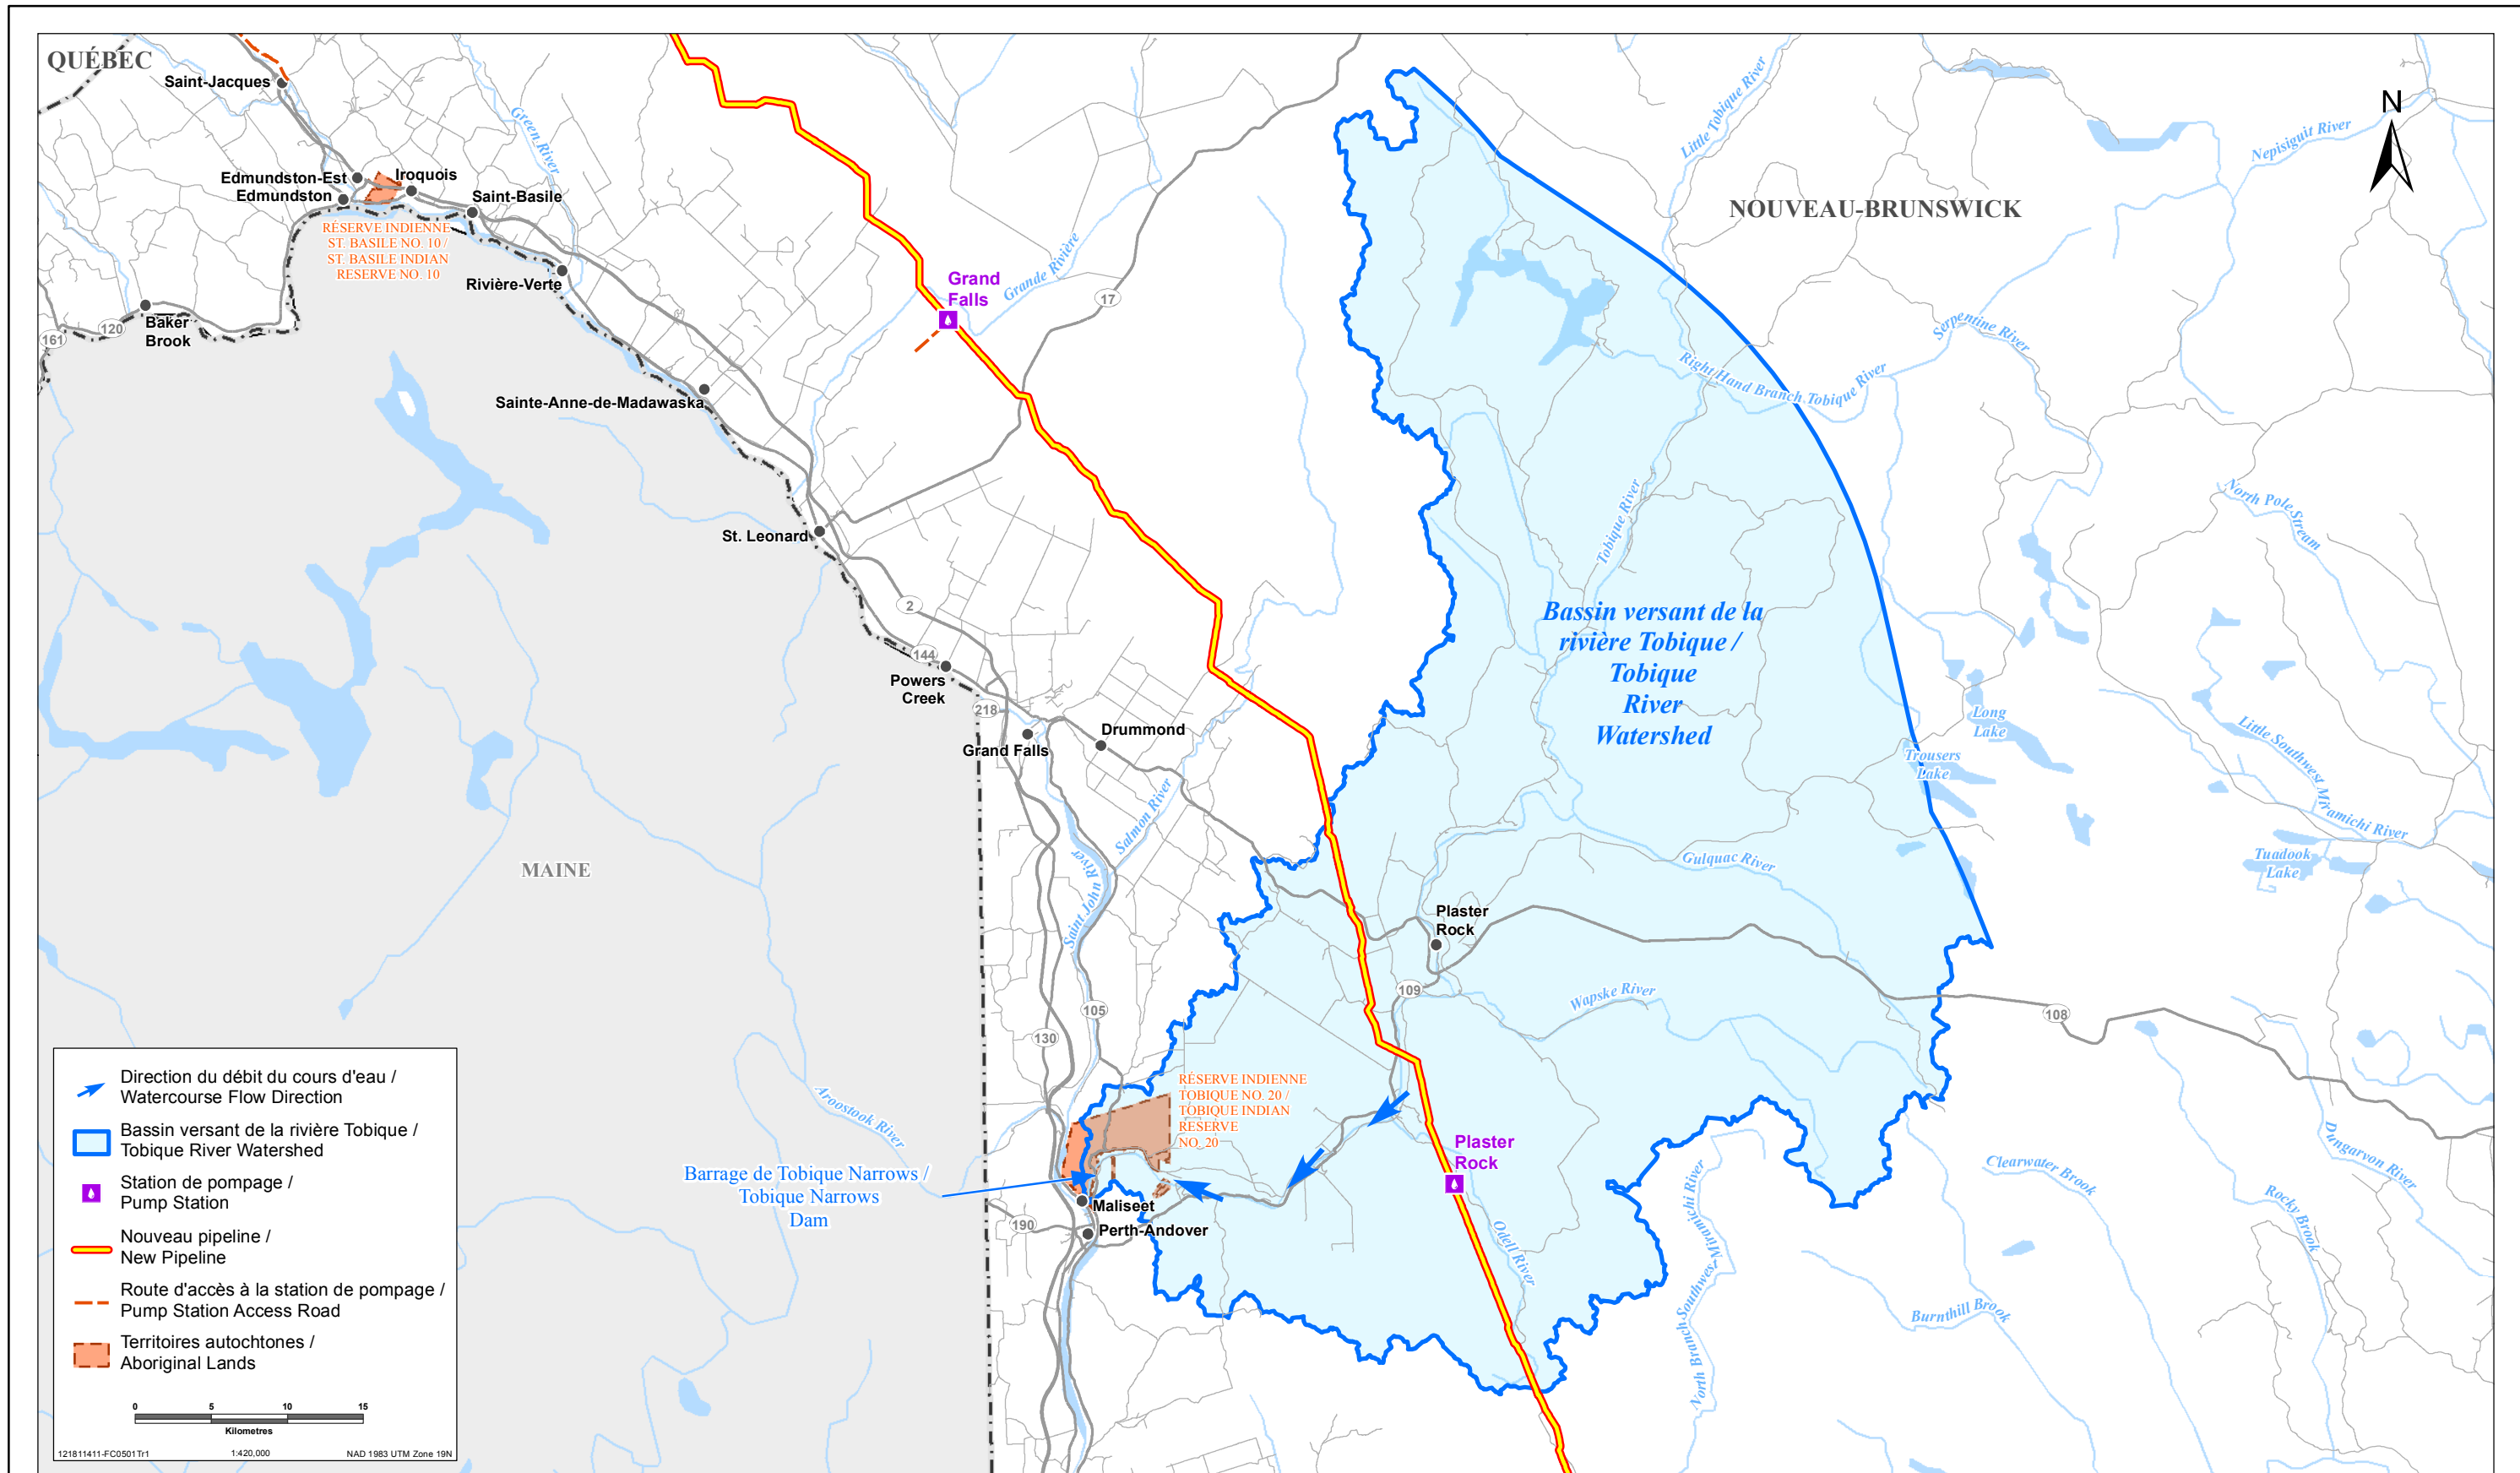 QUÉBEC
Saint-Jacques
Green River
Edmundston-Est
Edmundston
Iroquois
Saint-Basile
RÉSERVE INDIENNE
ST. BASILE NO. 10 /
ST. BASILE INDIAN
RESERVE NO. 10
Rivière-Verte
Baker
Brook
120
161
Sainte-Anne-de-Madawaska
St. Leonard
Grand
Falls
Grande Rivière
17
2
144
Powers
Creek
218
Grand Falls
Drummond
Salmon River
Saint John River
MAINE
Little Tobique River
NOUVEAU-BRUNSWICK
N
Nepisiguit River
Serpentine River
Right Hand Branch Tobique River
Tobique River
North Pole Stream
Bassin versant de la
rivière Tobique /
Tobique
River
Watershed
Long
Lake
Trousers
Lake
Little Southwest Miramichi River
Tuadook
Lake
Gulquac River
Plaster
Rock
109
Wapske River
108
105
130
Aroostook River
RÉSERVE INDIENNE
TOBIQUE NO. 20 /
TOBIQUE INDIAN
RESERVE
NO. 20
Barrage de Tobique Narrows /
Tobique Narrows
Dam
Maliseet
190
Perth-Andover
Plaster
Rock
Odell River
North Branch Southwest Miramichi River
Clearwater Brook
Dungarvon River
Rocky Brook
Burnthill Brook
Direction du débit du cours d'eau /
Watercourse Flow Direction
Bassin versant de la rivière Tobique /
Tobique River Watershed
Station de pompage /
Pump Station
Nouveau pipeline /
New Pipeline
Route d'accès à la station de pompage /
Pump Station Access Road
Territoires autochtones /
Aboriginal Lands
0 5 10 15
Kilometres
121811411-FC0501Tr1 1:420,000 NAD 1983 UTM Zone 19N